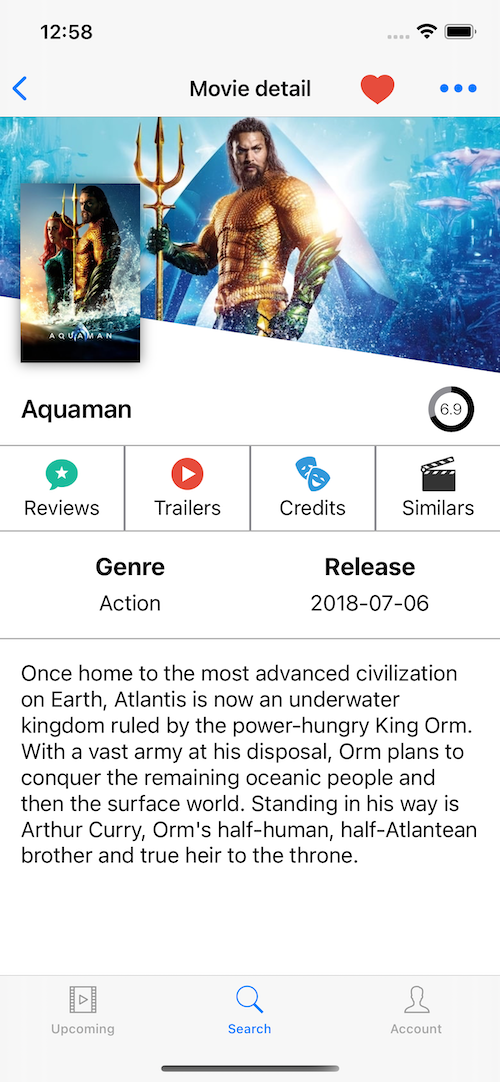 12:58
Movie detail
AQUAMAN
Aquaman
6.9
Reviews
Trailers
Credits
Similars
Genre
Release
Action
2018-07-06
Once home to the most advanced civilization
on Earth, Atlantis is now an underwater
kingdom ruled by the power-hungry King Orm.
With a vast army at his disposal, Orm plans to
conquer the remaining oceanic people and
then the surface world. Standing in his way is
Arthur Curry, Orm's half-human, half-Atlantean
brother and true heir to the throne.
Upcoming
Search
Account